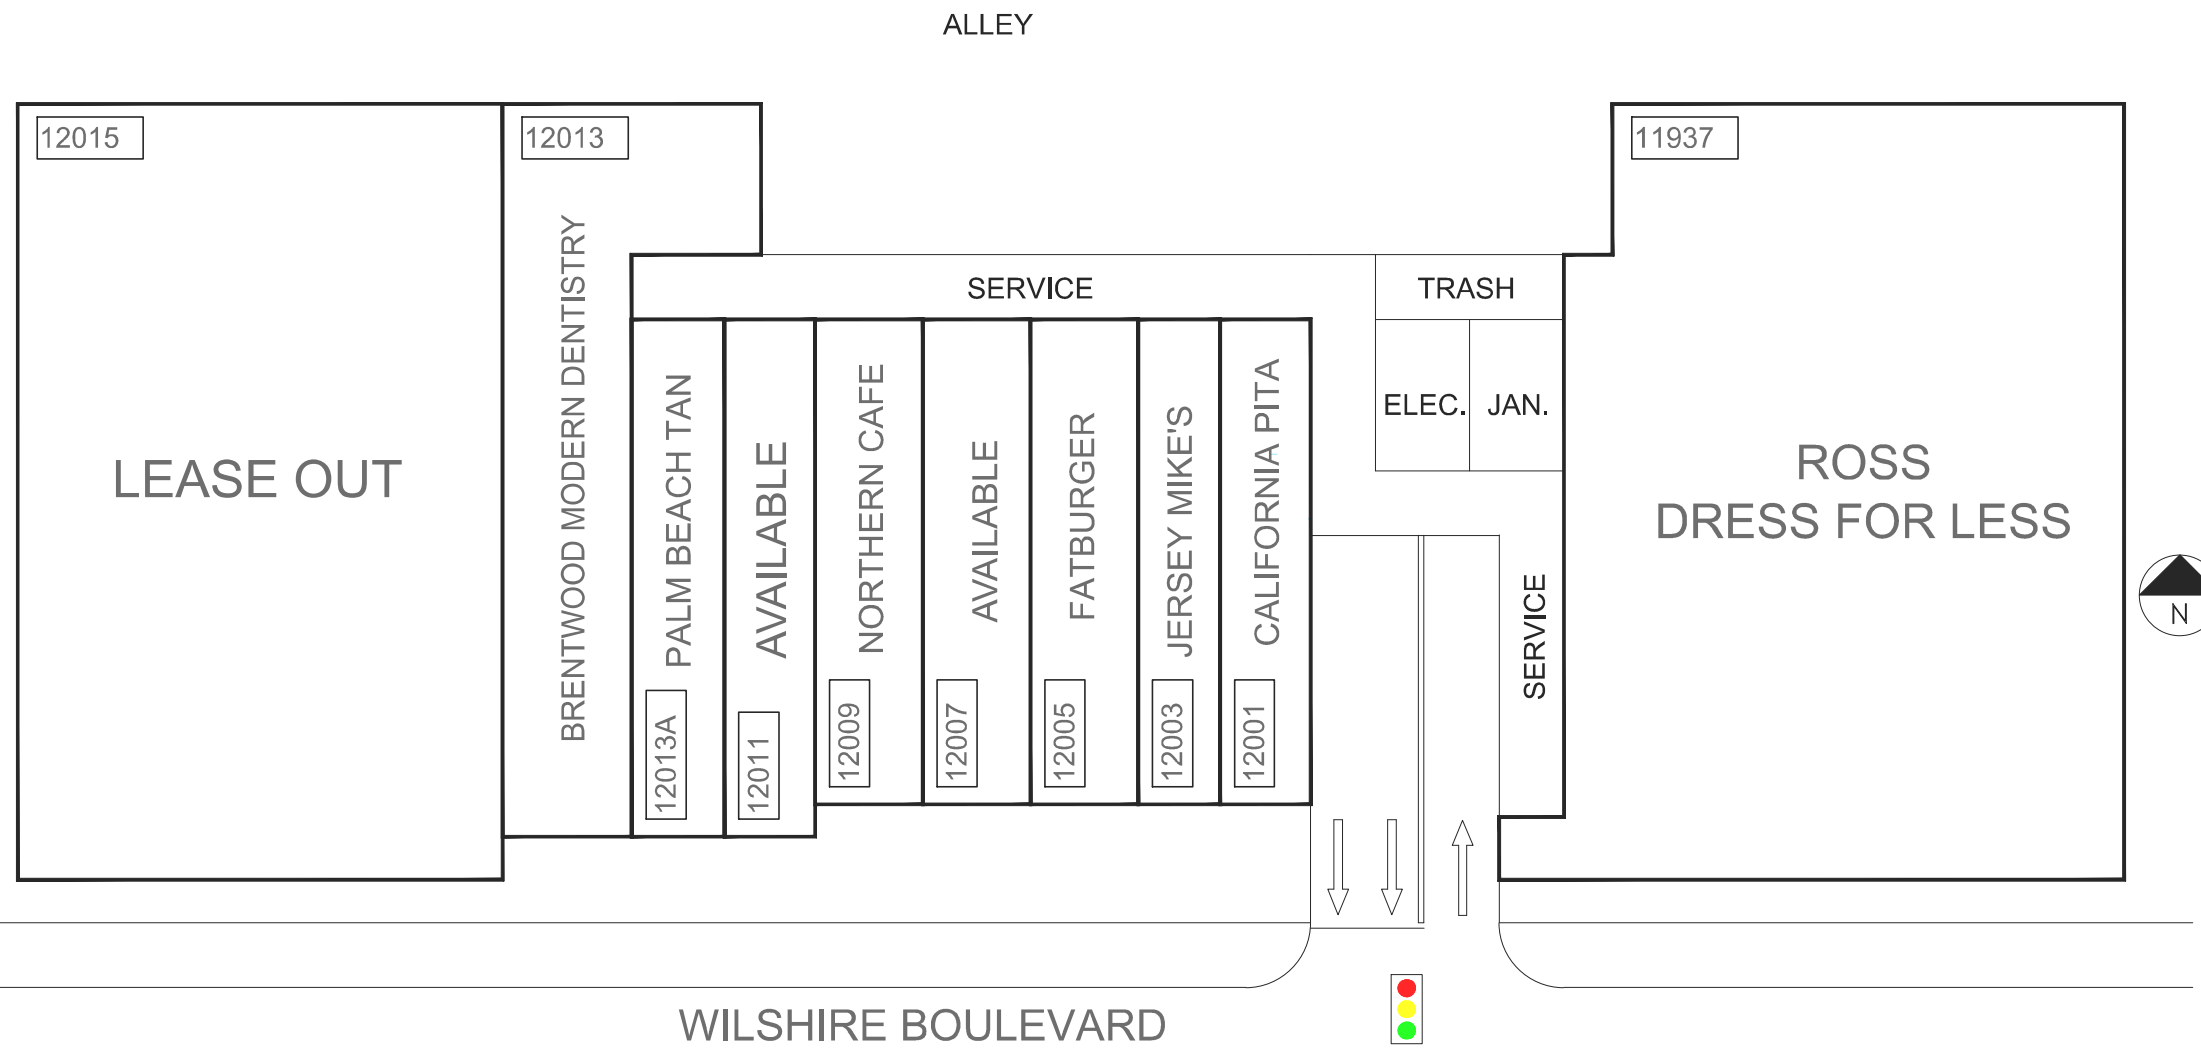 ALLEY
12015
12013
11937
SERVICE
TRASH
ELEC.
JAN.
LEASE OUT
BRENTWOOD MODERN DENTISTRY
PALM BEACH TAN
12013A
AVAILABLE
12011
NORTHERN CAFE
12009
AVAILABLE
12007
FATBURGER
12005
JERSEY MIKE'S
12003
CALIFORNIA PITA
12001
SERVICE
ROSS
DRESS FOR LESS
N
WILSHIRE BOULEVARD